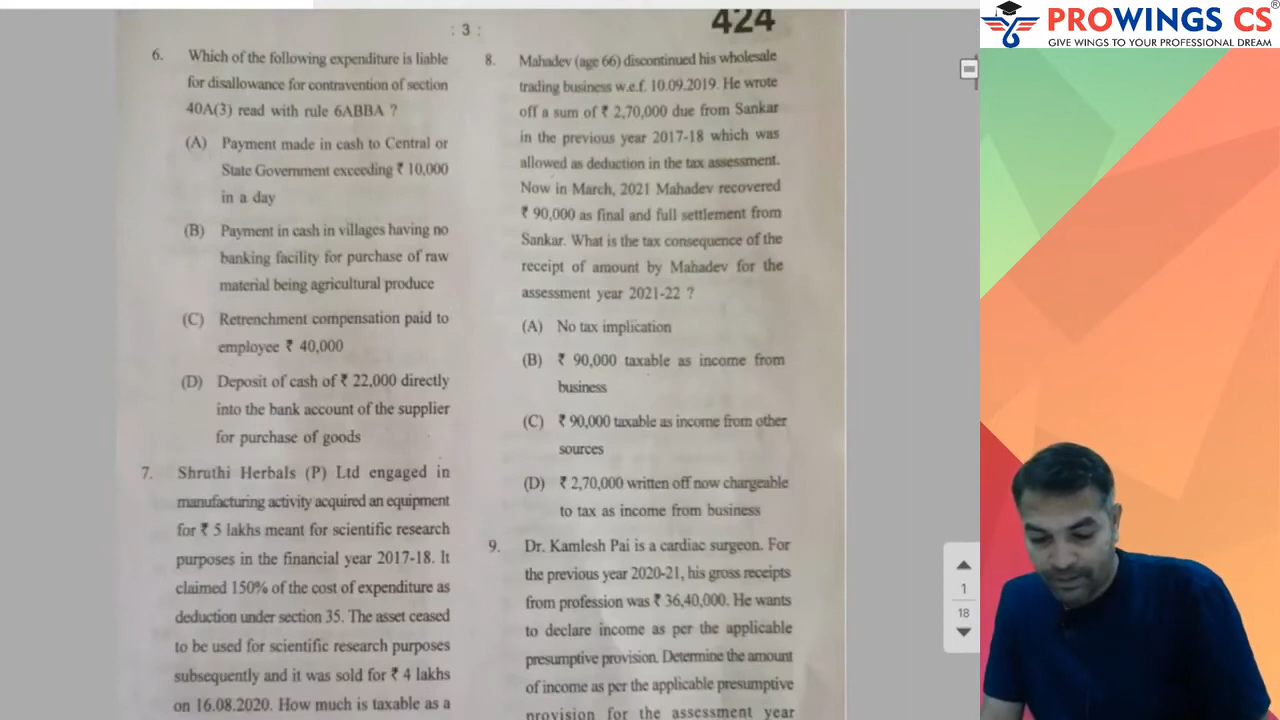 : 3 :
424
PROWINGS CS®
GIVE WINGS TO YOUR PROFESSIONAL DREAM
6. Which of the following expenditure is liable
for disallowance for contravention of section
40A(3) read with rule 6ABBA ?
(A) Payment made in cash to Central or
State Government exceeding ₹ 10,000
in a day
(B) Payment in cash in villages having no
banking facility for purchase of raw
material being agricultural produce
(C) Retrenchment compensation paid to
employee ₹ 40,000
(D) Deposit of cash of ₹ 22,000 directly
into the bank account of the supplier
for purchase of goods
7. Shruthi Herbals (P) Ltd engaged in
manufacturing activity acquired an equipment
for ₹ 5 lakhs meant for scientific research
purposes in the financial year 2017-18. It
claimed 150% of the cost of expenditure as
deduction under section 35. The asset ceased
to be used for scientific research purposes
subsequently and it was sold for ₹ 4 lakhs
on 16.08.2020. How much is taxable as a
8. Mahadev (age 66) discontinued his wholesale
trading business w.e.f. 10.09.2019. He wrote
off a sum of ₹ 2,70,000 due from Sankar
in the previous year 2017-18 which was
allowed as deduction in the tax assessment.
Now in March, 2021 Mahadev recovered
₹ 90,000 as final and full settlement from
Sankar. What is the tax consequence of the
receipt of amount by Mahadev for the
assessment year 2021-22 ?
(A) No tax implication
(B) ₹ 90,000 taxable as income from
business
(C) ₹ 90,000 taxable as income from other
sources
(D) ₹ 2,70,000 written off now chargeable
to tax as income from business
9. Dr. Kamlesh Pai is a cardiac surgeon. For
the previous year 2020-21, his gross receipts
from profession was ₹ 36,40,000. He wants
to declare income as per the applicable
presumptive provision. Determine the amount
of income as per the applicable presumptive
provision for the assessment year
1
18